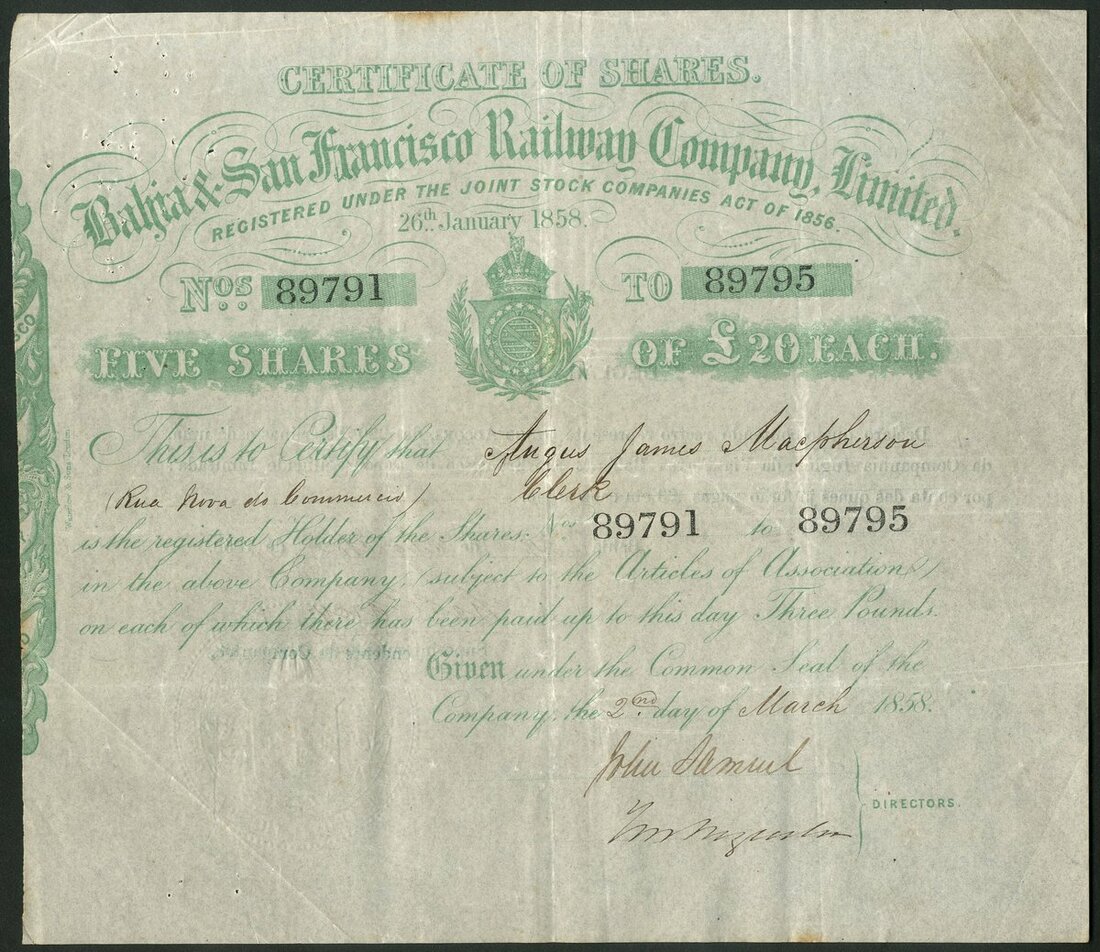 CERTIFICATE OF SHARES.
Bahia & San Francisco Railway Company, Limited.
REGISTERED UNDER THE JOINT STOCK COMPANIES ACT OF 1856.
26th January 1858.
Nos 89791 TO 89795
FIVE SHARES OF £20 EACH.
This is to Certify that Angus James Macpherson
(Rua Nova do Commercio) Clerk
is the registered Holder of the Shares: Nos 89791 to 89795
in the above Company, (subject to the Articles of Association)
on each of which there has been paid up to this day Three Pounds.
Given under the Common Seal of the
Company, the 2nd day of March 1858.
John Samuel
DIRECTORS.